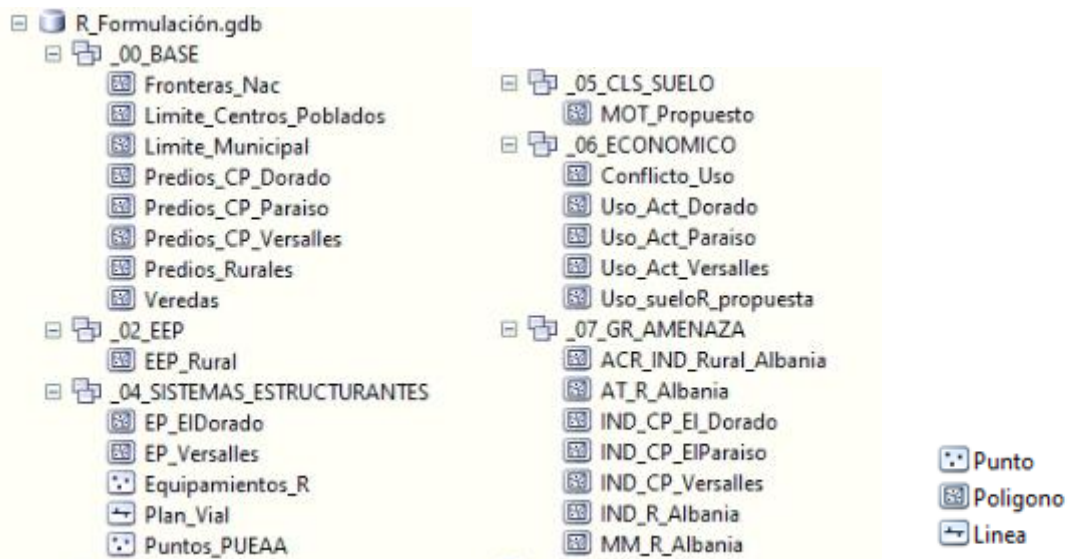 R_Formulación.gdb
_00_BASE
Fronteras_Nac
Limite_Centros_Poblados
Limite_Municipal
Predios_CP_Dorado
Predios_CP_Paraiso
Predios_CP_Versalles
Predios_Rurales
Veredas
_02_EEP
EEP_Rural
_04_SISTEMAS_ESTRUCTURANTES
EP_ElDorado
EP_Versalles
Equipamientos_R
Plan_Vial
Puntos_PUEAA
_05_CLS_SUELO
MOT_Propuesto
_06_ECONOMICO
Conflicto_Uso
Uso_Act_Dorado
Uso_Act_Paraiso
Uso_Act_Versalles
Uso_sueloR_propuesta
_07_GR_AMENAZA
ACR_IND_Rural_Albania
AT_R_Albania
IND_CP_El_Dorado
IND_CP_ElParaiso
IND_CP_Versalles
IND_R_Albania
MM_R_Albania
Punto
Poligono
Linea